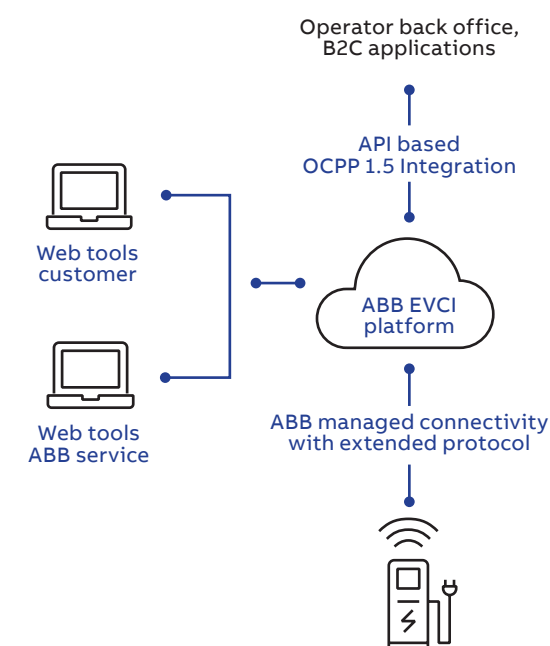 Operator back office,
B2C applications
API based
OCPP 1.5 Integration
Web tools
customer
ABB EVCI
platform
Web tools
ABB service
ABB managed connectivity
with extended protocol